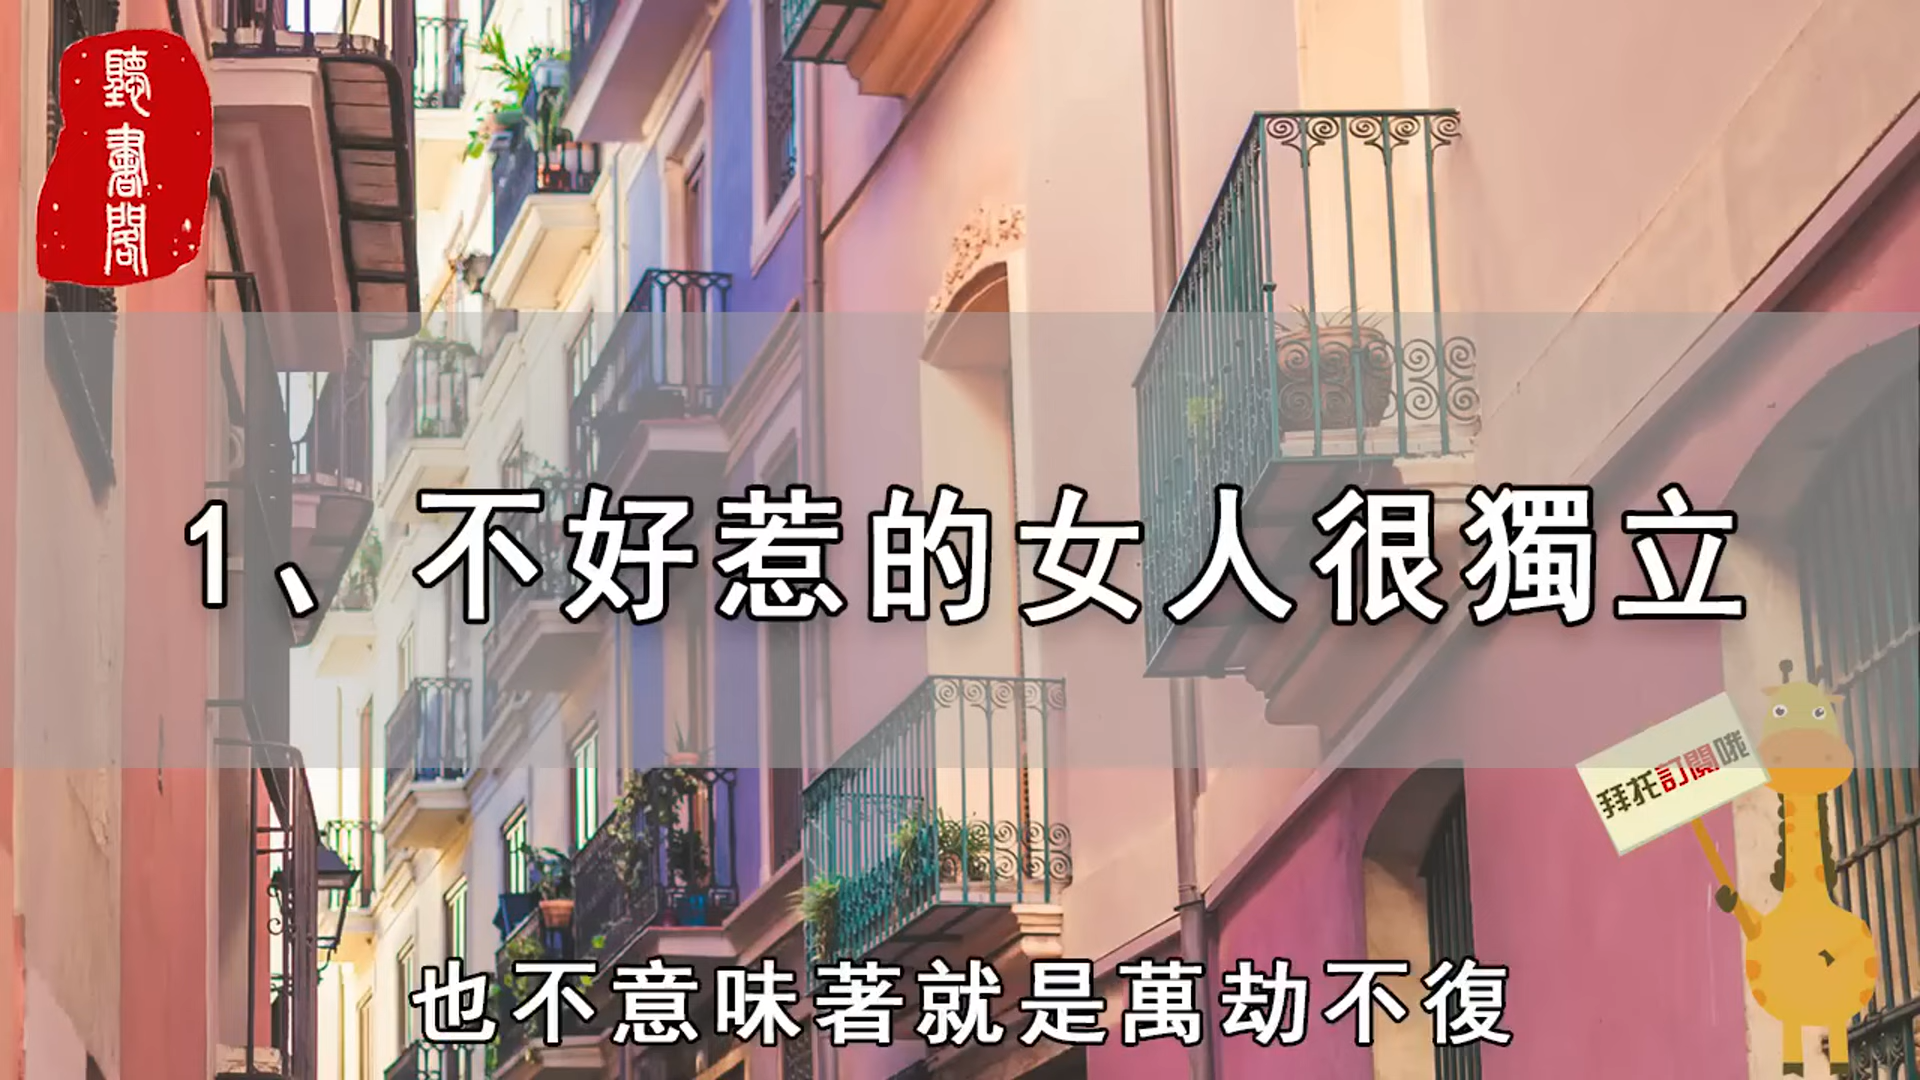 聽書閣
1、不好惹的女人很獨立
拜托訂閱哦
也不意味著就是萬劫不復